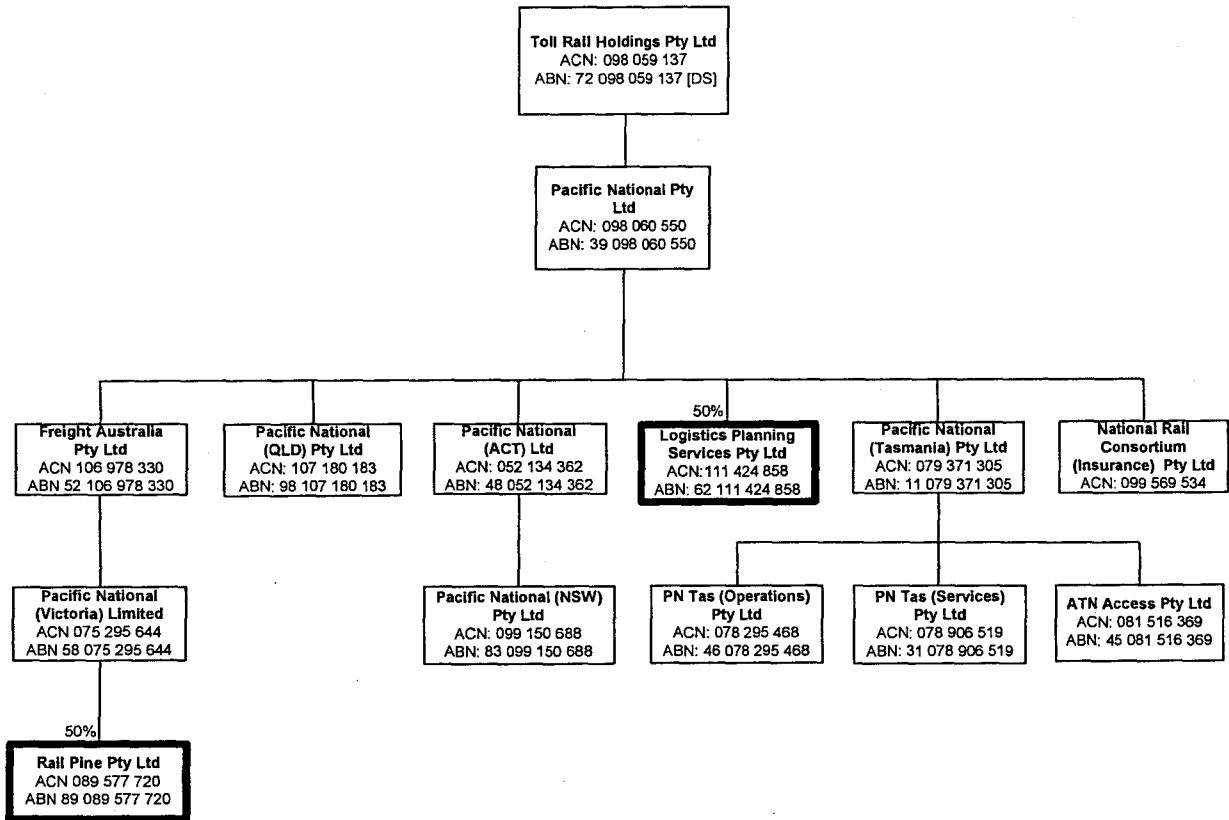 Toll Rail Holdings Pty Ltd
ACN: 098 059 137
ABN: 72 098 059 137 [DS]
Pacific National Pty
Ltd
ACN: 098 060 550
ABN: 39 098 060 550
Freight Australia
Pty Ltd
ACN 106 978 330
ABN 52 106 978 330
Pacific National
(QLD) Pty Ltd
ACN: 107 180 183
ABN: 98 107 180 183
Pacific National
(ACT) Ltd
ACN: 052 134 362
ABN: 48 052 134 362
50%
Logistics Planning
Services Pty Ltd
ACN:111 424 858
ABN: 62 111 424 858
Pacific National
(Tasmania) Pty Ltd
ACN: 079 371 305
ABN: 11 079 371 305
National Rail
Consortium
(Insurance) Pty Ltd
ACN: 099 569 534
Pacific National
(Victoria) Limited
ACN 075 295 644
ABN 58 075 295 644
Pacific National (NSW)
Pty Ltd
ACN: 099 150 688
ABN: 83 099 150 688
PN Tas (Operations)
Pty Ltd
ACN: 078 295 468
ABN: 46 078 295 468
PN Tas (Services)
Pty Ltd
ACN: 078 906 519
ABN: 31 078 906 519
ATN Access Pty Ltd
ACN: 081 516 369
ABN: 45 081 516 369
50%
Rail Pine Pty Ltd
ACN 089 577 720
ABN 89 089 577 720